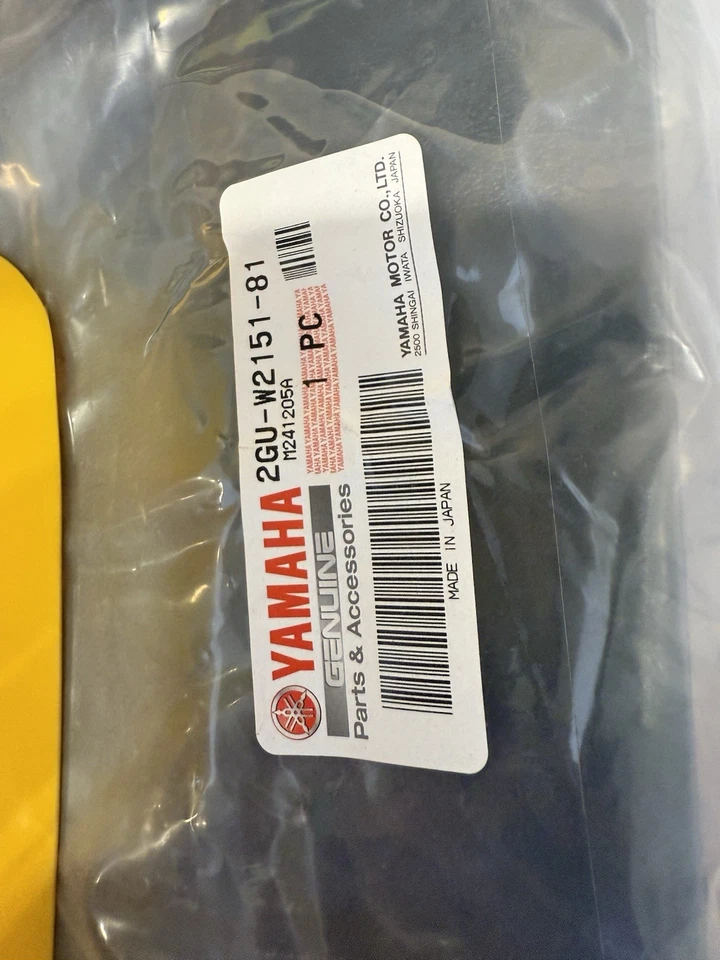 YAMAHA
GENUINE
Parts & Accessories
2GU-W2151-81
M241205A
1 PC
YAMAHA MOTOR CO.,LTD.
2500 SHINGAI IWATA SHIZUOKA JAPAN
MADE IN JAPAN